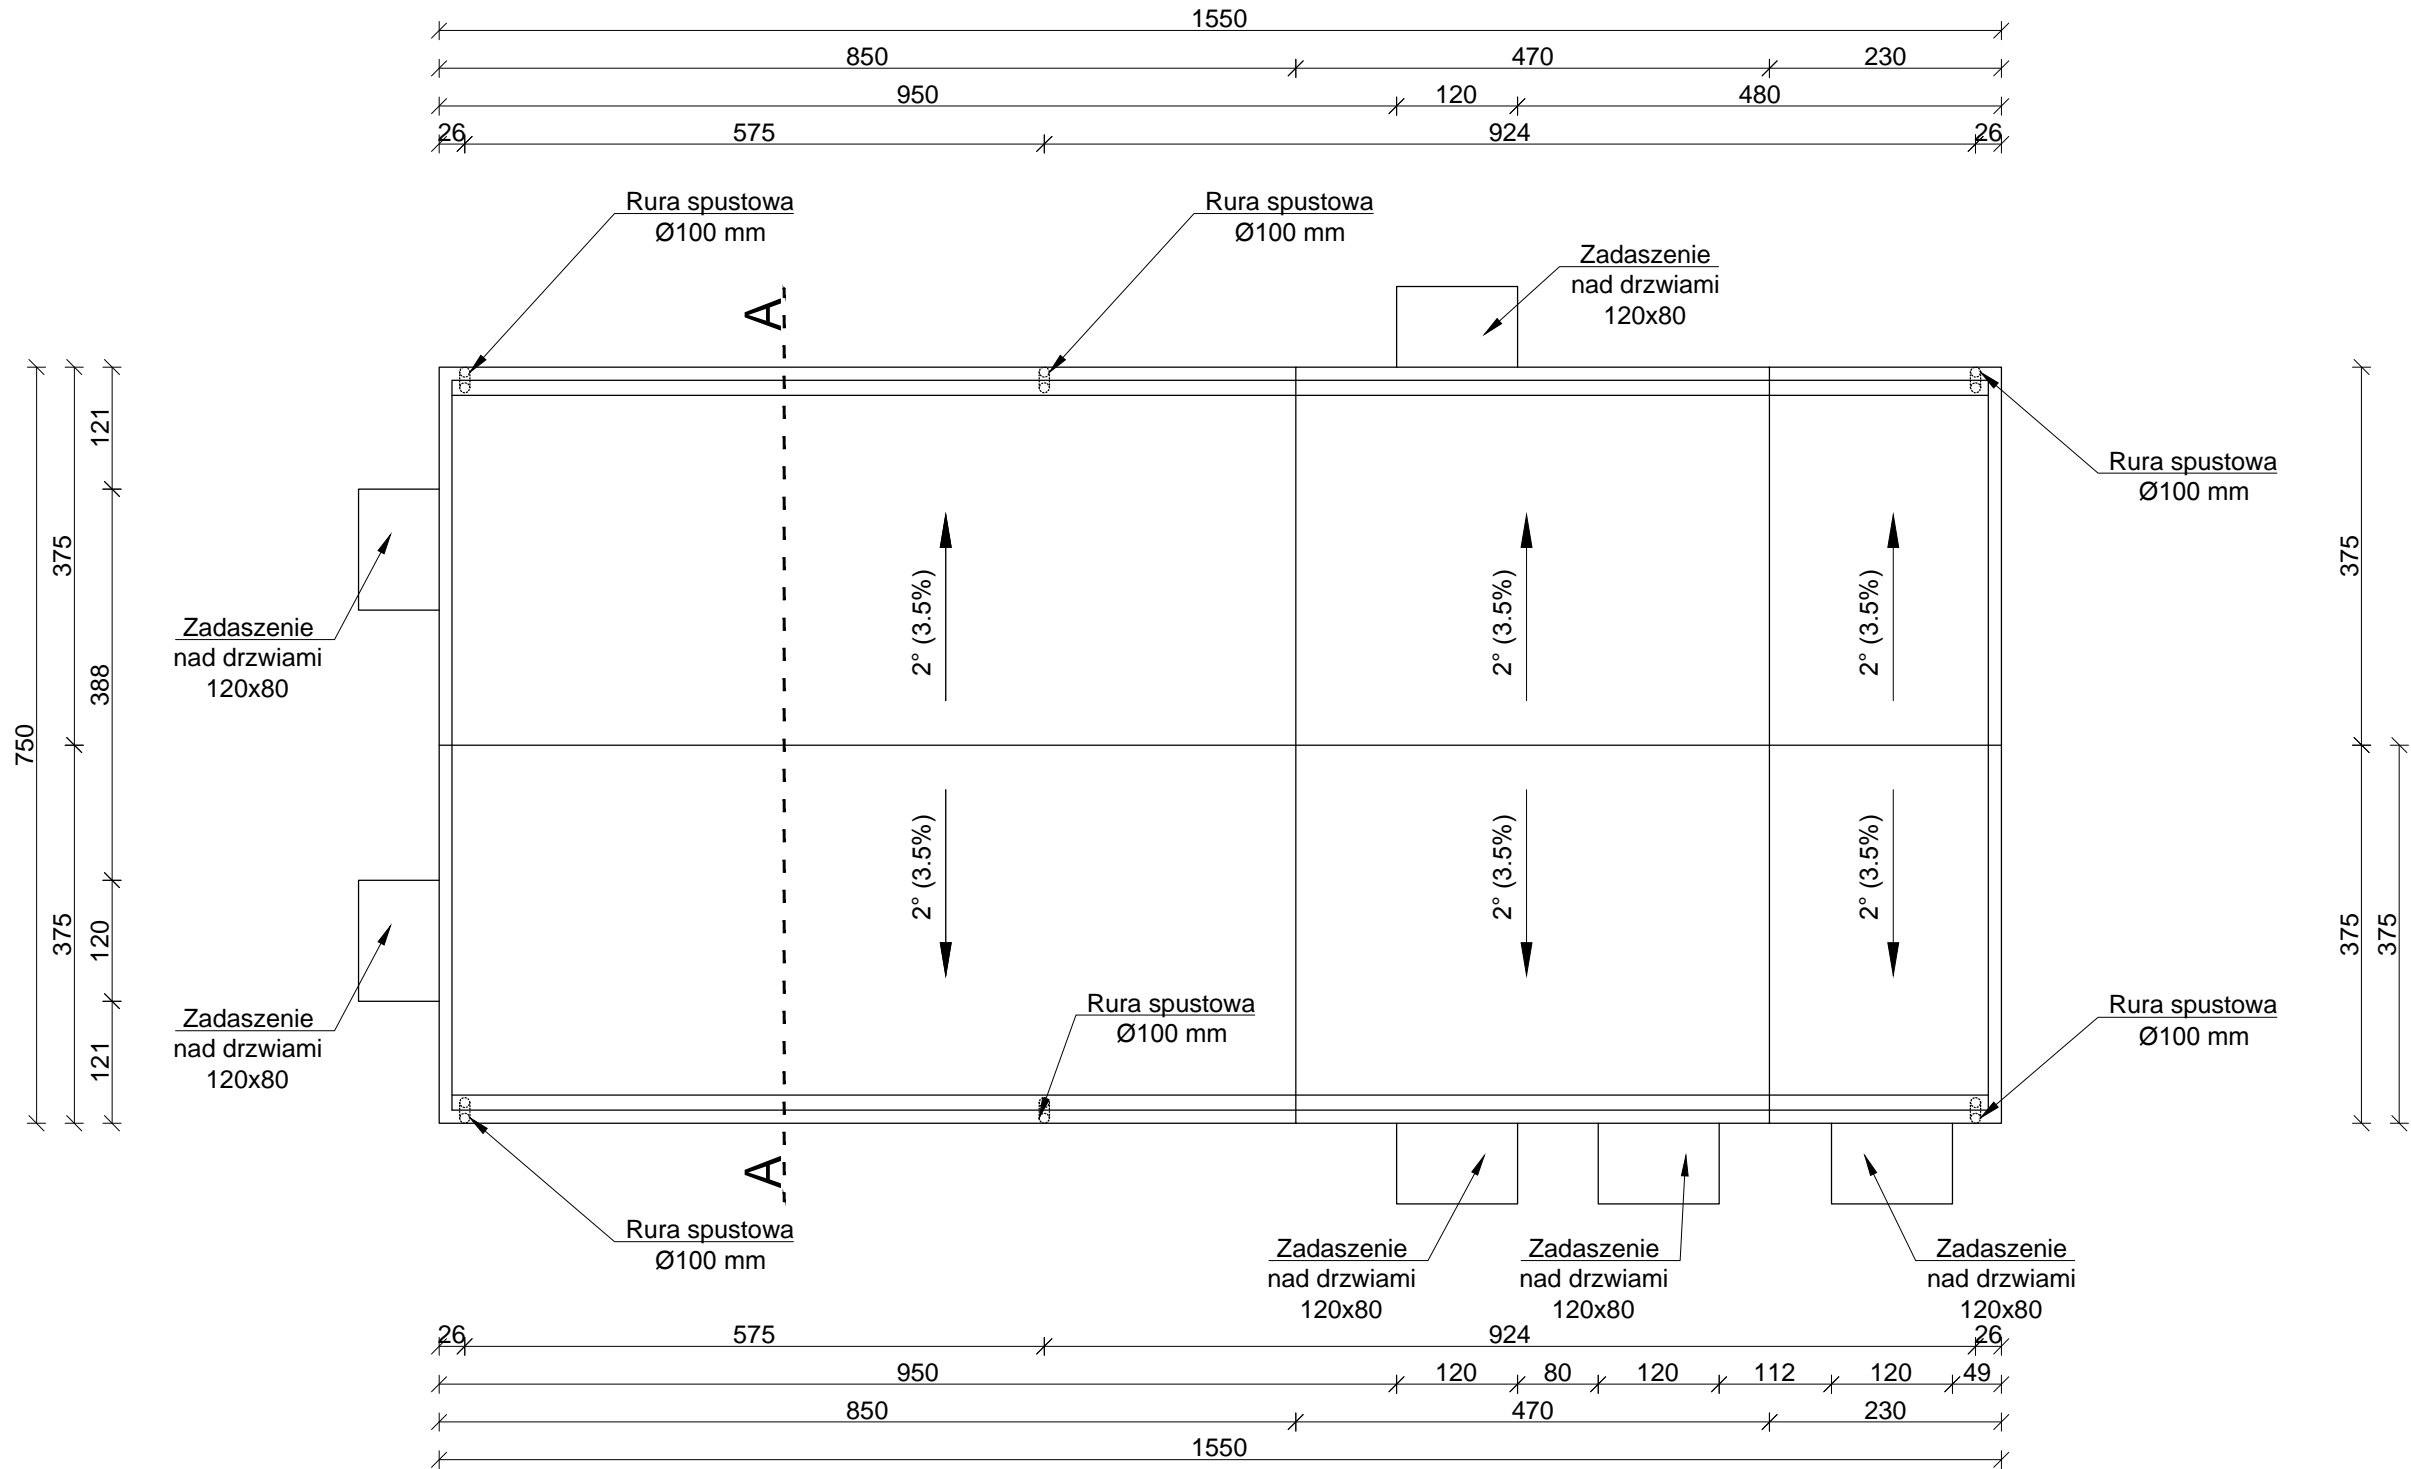 1550
850 470 230
950 120 480
26 575 924 26
Rura spustowa
Ø100 mm
Rura spustowa
Ø100 mm
Zadaszenie
nad drzwiami
120x80
A
121
375
388
750
375
120
121
Rura spustowa
Ø100 mm
375
375
375
Zadaszenie
nad drzwiami
120x80
2° (3.5%)
2° (3.5%)
2° (3.5%)
2° (3.5%)
2° (3.5%)
2° (3.5%)
Zadaszenie
nad drzwiami
120x80
Rura spustowa
Ø100 mm
Rura spustowa
Ø100 mm
A
Rura spustowa
Ø100 mm
Zadaszenie
nad drzwiami
120x80
Zadaszenie
nad drzwiami
120x80
Zadaszenie
nad drzwiami
120x80
26 575 924 26
950 120 80 120 112 120 49
850 470 230
1550